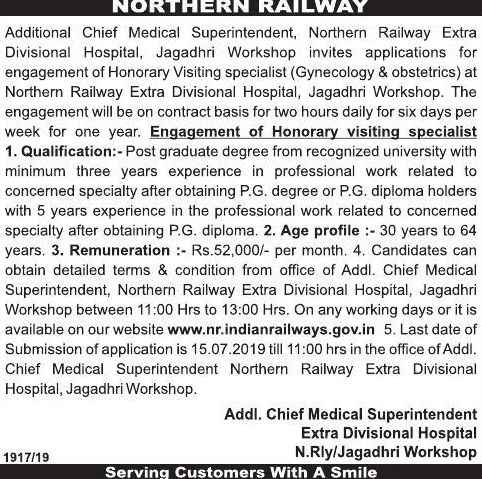 NORTHERN RAILWAY
Additional Chief Medical Superintendent, Northern Railway Extra
Divisional Hospital, Jagadhri Workshop invites applications for
engagement of Honorary Visiting specialist (Gynecology & obstetrics) at
Northern Railway Extra Divisional Hospital, Jagadhri Workshop. The
engagement will be on contract basis for two hours daily for six days per
week for one year. Engagement of Honorary visiting specialist
1. Qualification:- Post graduate degree from recognized university with
minimum three years experience in professional work related to
concerned specialty after obtaining P.G. degree or P.G. diploma holders
with 5 years experience in the professional work related to concerned
specialty after obtaining P.G. diploma. 2. Age profile :- 30 years to 64
years. 3. Remuneration :- Rs.52,000/- per month. 4. Candidates can
obtain detailed terms & condition from office of Addl. Chief Medical
Superintendent, Northern Railway Extra Divisional Hospital, Jagadhri
Workshop between 11:00 Hrs to 13:00 Hrs. On any working days or it is
available on our website www.nr.indianrailways.gov.in 5. Last date of
Submission of application is 15.07.2019 till 11:00 hrs in the office of Addl.
Chief Medical Superintendent Northern Railway Extra Divisional
Hospital, Jagadhri Workshop.
Addl. Chief Medical Superintendent
Extra Divisional Hospital
1917/19 N.Rly/Jagadhri Workshop
Serving Customers With A Smile